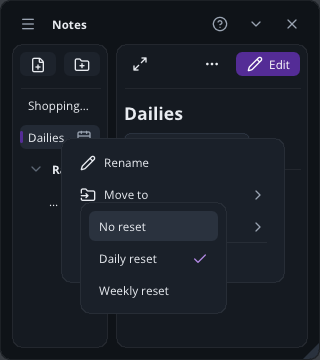 Notes
Edit
Shopping...
Dailies
Dailies
Rename
Move to
...
No reset
Daily reset
Weekly reset